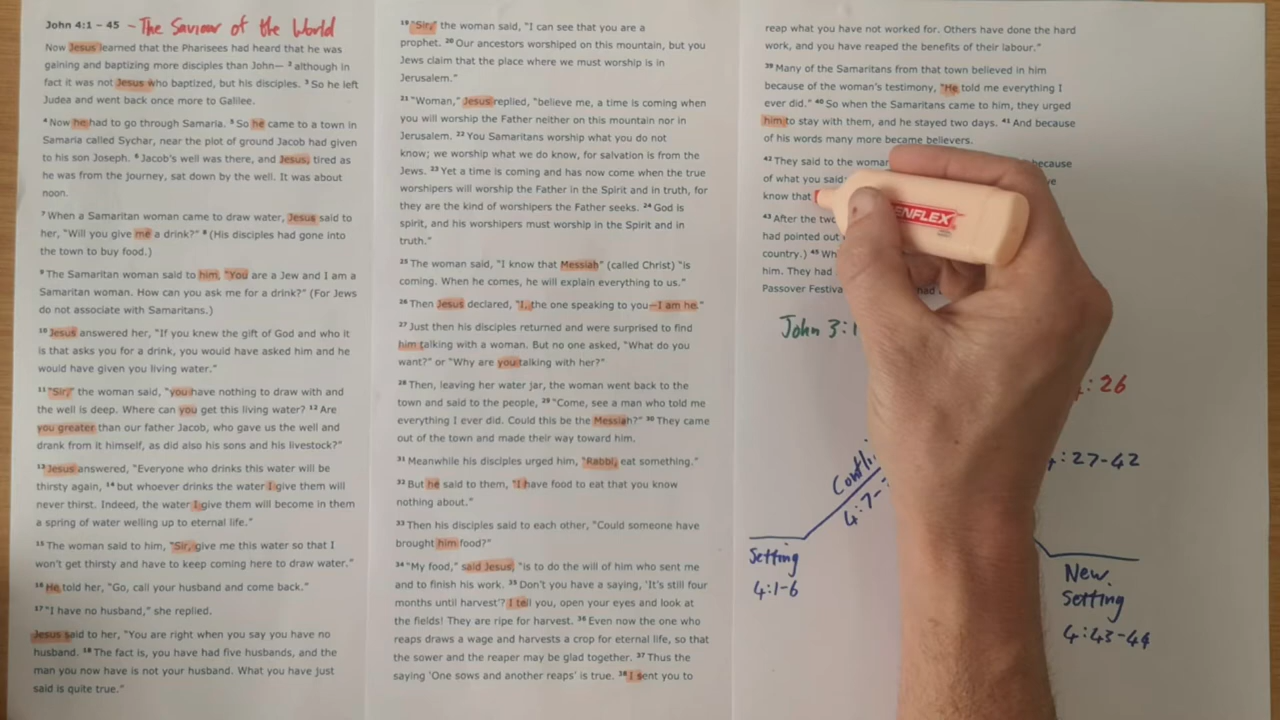 John 4:1 – 45 - The Saviour of the World
Now Jesus learned that the Pharisees had heard that he was
gaining and baptizing more disciples than John— 2 although in
fact it was not Jesus who baptized, but his disciples. 3 So he left
Judea and went back once more to Galilee.
4 Now he had to go through Samaria. 5 So he came to a town in
Samaria called Sychar, near the plot of ground Jacob had given
to his son Joseph. 6 Jacob's well was there, and Jesus, tired as
he was from the journey, sat down by the well. It was about
noon.
7 When a Samaritan woman came to draw water, Jesus said to
her, "Will you give me a drink?" 8 (His disciples had gone into
the town to buy food.)
9 The Samaritan woman said to him, "You are a Jew and I am a
Samaritan woman. How can you ask me for a drink?" (For Jews
do not associate with Samaritans.)
10 Jesus answered her, "If you knew the gift of God and who it
is that asks you for a drink, you would have asked him and he
would have given you living water."
11 "Sir," the woman said, "you have nothing to draw with and
the well is deep. Where can you get this living water? 12 Are
you greater than our father Jacob, who gave us the well and
drank from it himself, as did also his sons and his livestock?"
13 Jesus answered, "Everyone who drinks this water will be
thirsty again, 14 but whoever drinks the water I give them will
never thirst. Indeed, the water I give them will become in them
a spring of water welling up to eternal life."
15 The woman said to him, "Sir, give me this water so that I
won't get thirsty and have to keep coming here to draw water."
16 He told her, "Go, call your husband and come back."
17 "I have no husband," she replied.
Jesus said to her, "You are right when you say you have no
husband. 18 The fact is, you have had five husbands, and the
man you now have is not your husband. What you have just
said is quite true."
19 "Sir," the woman said, "I can see that you are a
prophet. 20 Our ancestors worshiped on this mountain, but you
Jews claim that the place where we must worship is in
Jerusalem."
21 "Woman," Jesus replied, "believe me, a time is coming when
you will worship the Father neither on this mountain nor in
Jerusalem. 22 You Samaritans worship what you do not
know; we worship what we do know, for salvation is from the
Jews. 23 Yet a time is coming and has now come when the true
worshipers will worship the Father in the Spirit and in truth, for
they are the kind of worshipers the Father seeks. 24 God is
spirit, and his worshipers must worship in the Spirit and in
truth."
25 The woman said, "I know that Messiah" (called Christ) "is
coming. When he comes, he will explain everything to us."
26 Then Jesus declared, "I, the one speaking to you—I am he."
27 Just then his disciples returned and were surprised to find
him talking with a woman. But no one asked, "What do you
want?" or "Why are you talking with her?"
28 Then, leaving her water jar, the woman went back to the
town and said to the people, 29 "Come, see a man who told me
everything I ever did. Could this be the Messiah?" 30 They came
out of the town and made their way toward him.
31 Meanwhile his disciples urged him, "Rabbi, eat something."
32 But he said to them, "I have food to eat that you know
nothing about."
33 Then his disciples said to each other, "Could someone have
brought him food?"
34 "My food," said Jesus, "is to do the will of him who sent me
and to finish his work. 35 Don't you have a saying, 'It's still four
months until harvest'? I tell you, open your eyes and look at
the fields! They are ripe for harvest. 36 Even now the one who
reaps draws a wage and harvests a crop for eternal life, so that
the sower and the reaper may be glad together. 37 Thus the
saying 'One sows and another reaps' is true. 38 I sent you to
reap what you have not worked for. Others have done the hard
work, and you have reaped the benefits of their labour."
39 Many of the Samaritans from that town believed in him
because of the woman's testimony, "He told me everything I
ever did." 40 So when the Samaritans came to him, they urged
him to stay with them, and he stayed two days. 41 And because
of his words many more became believers.
42 They said to the woman because
of what you said
know that
43 After the two
had pointed out
country.) 45
him. They had
Passover had
John 3:1
:26
:27-42
4:7-
Setting
4:1-6
New
Setting
4:43-44
ENFLEX